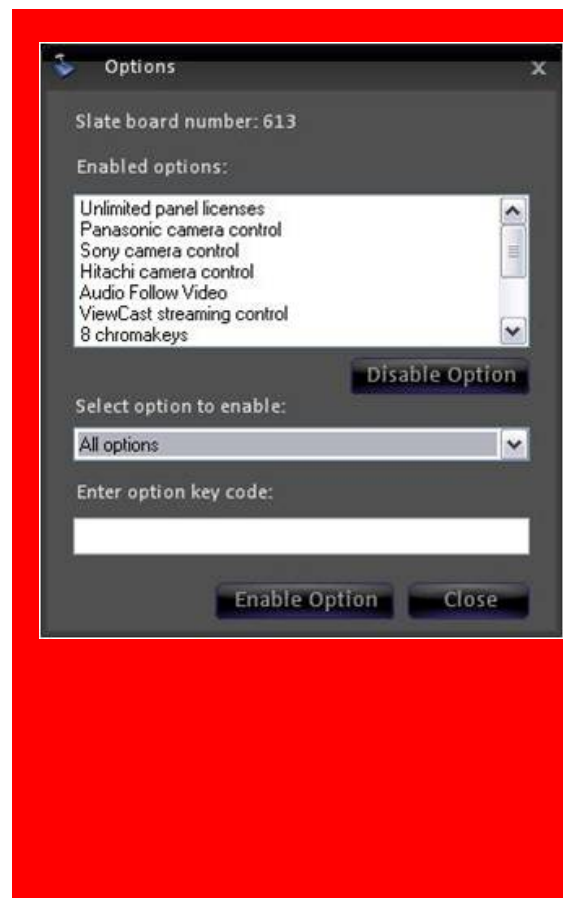 Options
Slate board number: 613
Enabled options:
Unlimited panel licenses
Panasonic camera control
Sony camera control
Hitachi camera control
Audio Follow Video
ViewCast streaming control
8 chromakeys
Disable Option
Select option to enable:
All options
Enter option key code:
Enable Option Close